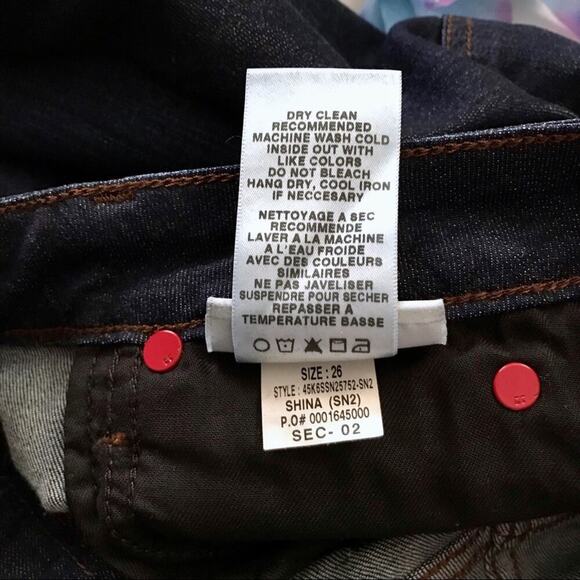 DRY CLEAN
RECOMMENDED
MACHINE WASH COLD
INSIDE OUT WITH
LIKE COLORS
DO NOT BLEACH
HANG DRY, COOL IRON
IF NECCESARY
NETTOYAGE A SEC
RECOMMENDE
LAVER A LA MACHINE
A L'EAU FROIDE
AVEC DES COULEURS
SIMILAIRES
NE PAS JAVELISER
SUSPENDRE POUR SECHER
REPASSER A
TEMPERATURE BASSE
SIZE : 26
STYLE : 45K6SSN25752-SN2
SHINA (SN2)
P.O# 0001645000
SEC- 02